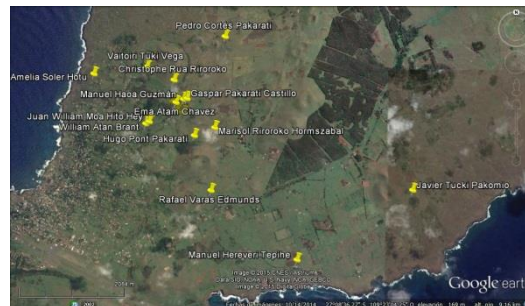 Pedro Cortes Pakarati
Vaitoiri Tuki Vega
Christophe Rua Riroroko
Amelia Soler Hotu
Manuel Haoa Guzmán
Gaspar Pakarati Castillo
Ema Atam Chavez
Juan William Moa Hito Hey
William Atan Brant
Marisol Riroroko Hormszabal
Hugo Pont Pakarati
Rafael Varas Edmunds
Javier Tucki Pakomio
Manuel Hereveri Tepihe
Google earth